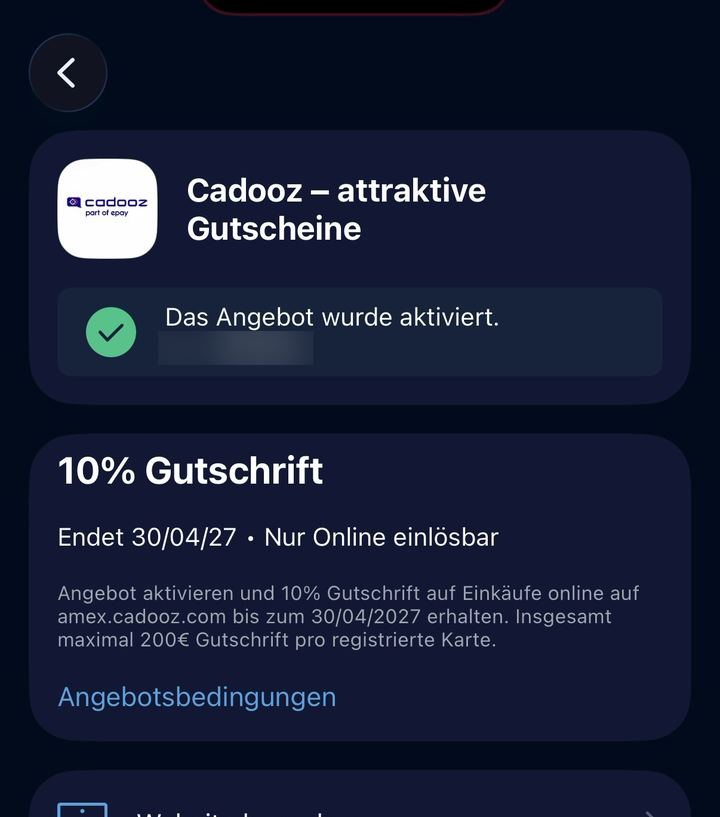 cadooz
part of epay
Cadooz – attraktive
Gutscheine
Das Angebot wurde aktiviert.
10% Gutschrift
Endet 30/04/27 • Nur Online einlösbar
Angebot aktivieren und 10% Gutschrift auf Einkäufe online auf
amex.cadooz.com bis zum 30/04/2027 erhalten. Insgesamt
maximal 200€ Gutschrift pro registrierte Karte.
Angebotsbedingungen